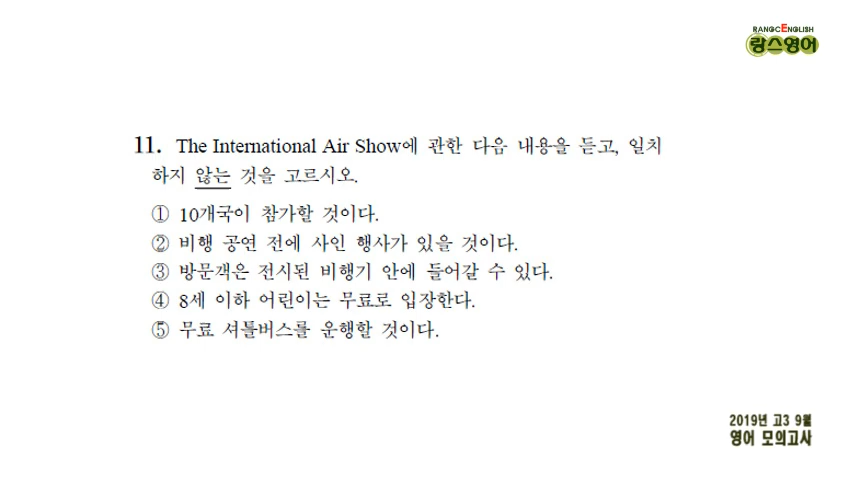 RANGCENGLISH
랑스영어
11. The International Air Show에 관한 다음 내용을 듣고, 일치
하지 않는 것을 고르시오.
① 10개국이 참가할 것이다.
② 비행 공연 전에 사인 행사가 있을 것이다.
③ 방문객은 전시된 비행기 안에 들어갈 수 있다.
④ 8세 이하 어린이는 무료로 입장한다.
⑤ 무료 셔틀버스를 운행할 것이다.
2019년 고3 9월
영어 모의고사